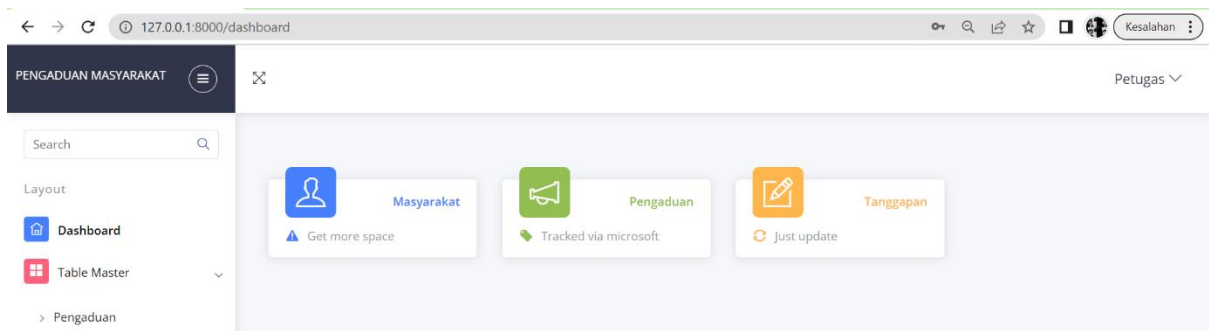 127.0.0.1:8000/dashboard
Kesalahan
PENGADUAN MASYARAKAT
Petugas
Search
Layout
Dashboard
Table Master
Pengaduan
Masyarakat
Get more space
Pengaduan
Tracked via microsoft
Tanggapan
Just update